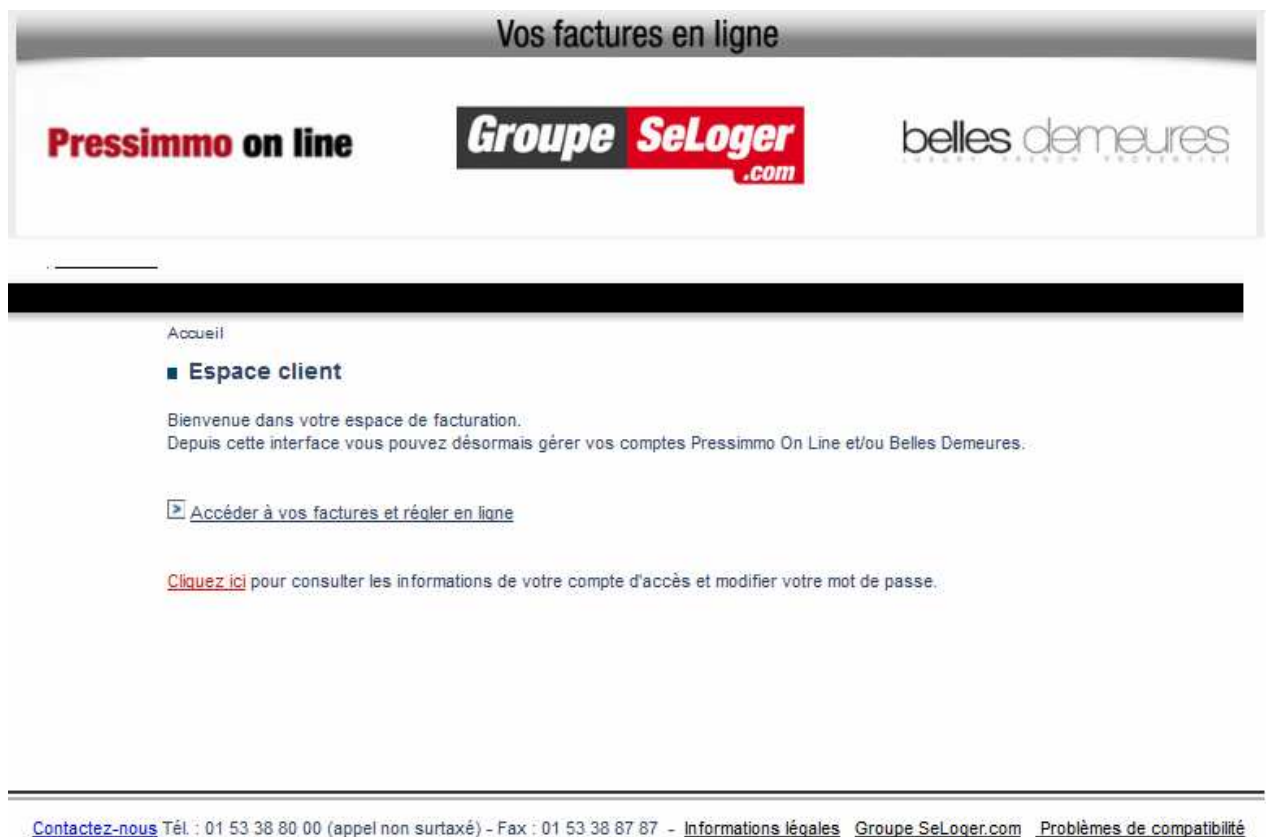 Vos factures en ligne
Pressimmo on line
Groupe SeLoger
.com
belles demeures
LUXURY FRENCH PROPERTIES
Accueil
Espace client
Bienvenue dans votre espace de facturation.
Depuis cette interface vous pouvez désormais gérer vos comptes Pressimmo On Line et/ou Belles Demeures.
Accéder à vos factures et régler en ligne
Cliquez ici pour consulter les informations de votre compte d'accès et modifier votre mot de passe.
Contactez-nous Tél. : 01 53 38 80 00 (appel non surtaxé) - Fax : 01 53 38 87 87 - Informations légales Groupe SeLoger.com Problèmes de compatibilité